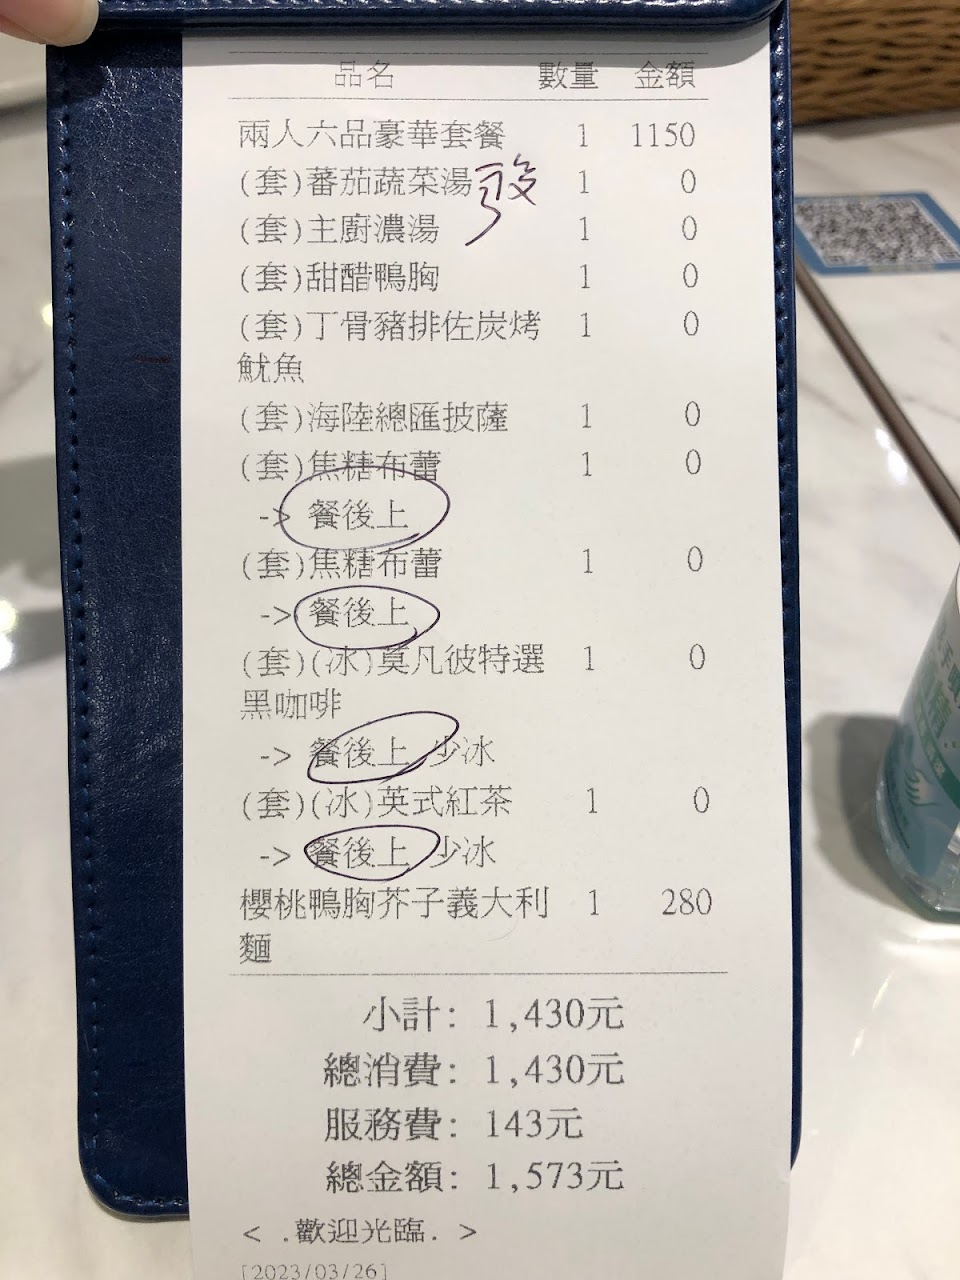 品名 數量 金額
兩人六品豪華套餐 1 1150
(套)蕃茄蔬菜湯 1 0
(套)主廚濃湯 1 0
(套)甜醋鴨胸 1 0
(套)丁骨豬排佐炭烤 1 0
魷魚
(套)海陸總匯披薩 1 0
(套)焦糖布蕾 1 0
-> 餐後上
(套)焦糖布蕾 1 0
-> 餐後上
(套)(冰)莫凡彼特選 1 0
黑咖啡
-> 餐後上 少冰
(套)(冰)英式紅茶 1 0
-> 餐後上 少冰
櫻桃鴨胸芥子義大利 1 280
麵
小計: 1,430元
總消費: 1,430元
服務費: 143元
總金額: 1,573元
< .歡迎光臨. >
[2023/03/26]